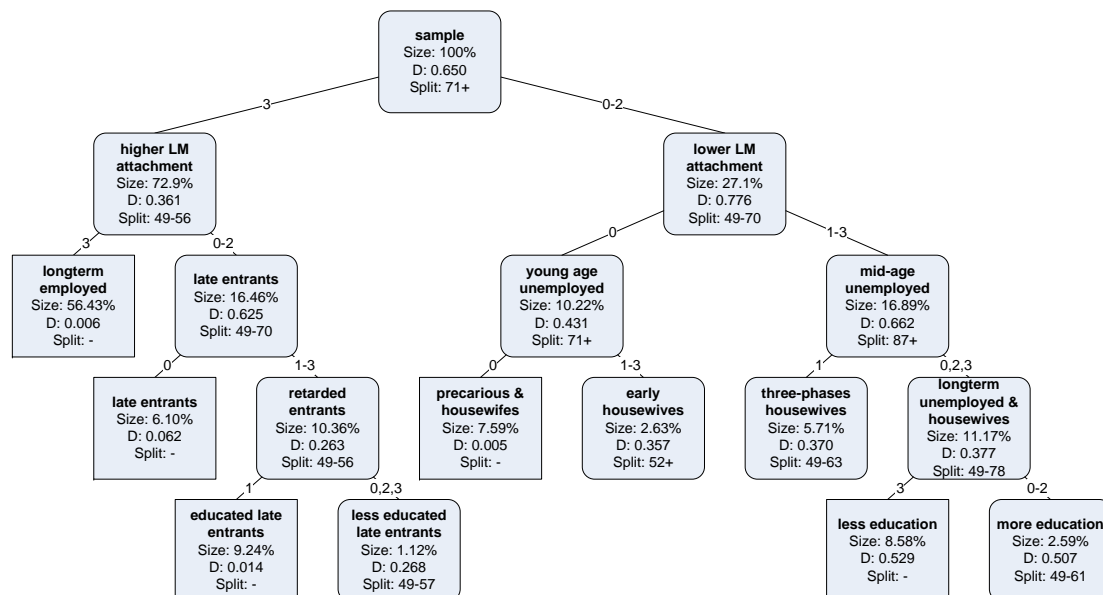 sample
Size: 100%
D: 0.650
Split: 71+
3
0-2
higher LM
attachment
Size: 72.9%
D: 0.361
Split: 49-56
lower LM
attachment
Size: 27.1%
D: 0.776
Split: 49-70
3
0-2
0
1-3
longterm
employed
Size: 56.43%
D: 0.006
Split: -
late entrants
Size: 16.46%
D: 0.625
Split: 49-70
young age
unemployed
Size: 10.22%
D: 0.431
Split: 71+
mid-age
unemployed
Size: 16.89%
D: 0.662
Split: 87+
0
1-3
0
1-3
1
0,2,3
late entrants
Size: 6.10%
D: 0.062
Split: -
retarded
entrants
Size: 10.36%
D: 0.263
Split: 49-56
precarious &
housewifes
Size: 7.59%
D: 0.005
Split: -
early
housewives
Size: 2.63%
D: 0.357
Split: 52+
three-phases
housewives
Size: 5.71%
D: 0.370
Split: 49-63
longterm
unemployed &
housewives
Size: 11.17%
D: 0.377
Split: 49-78
1
0,2,3
3
0-2
educated late
entrants
Size: 9.24%
D: 0.014
Split: -
less educated
late entrants
Size: 1.12%
D: 0.268
Split: 49-57
less education
Size: 8.58%
D: 0.529
Split: -
more education
Size: 2.59%
D: 0.507
Split: 49-61